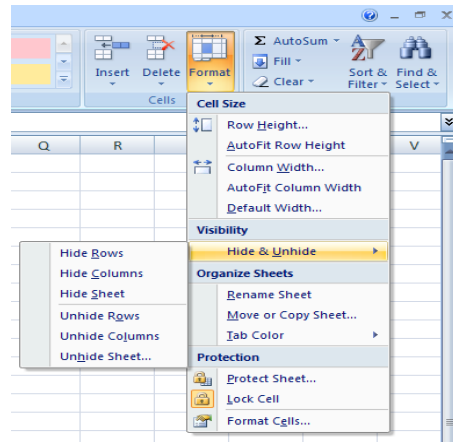 Σ AutoSum
Fill
Clear
Insert
Delete
Format
Sort &
Filter
Find &
Select
Cells
Cell Size
Row Height...
AutoFit Row Height
Column Width...
AutoFit Column Width
Default Width...
Visibility
Hide & Unhide
Hide Rows
Hide Columns
Hide Sheet
Unhide Rows
Unhide Columns
Unhide Sheet...
Organize Sheets
Rename Sheet
Move or Copy Sheet...
Tab Color
Protection
Protect Sheet...
Lock Cell
Format Cells...
Q R V